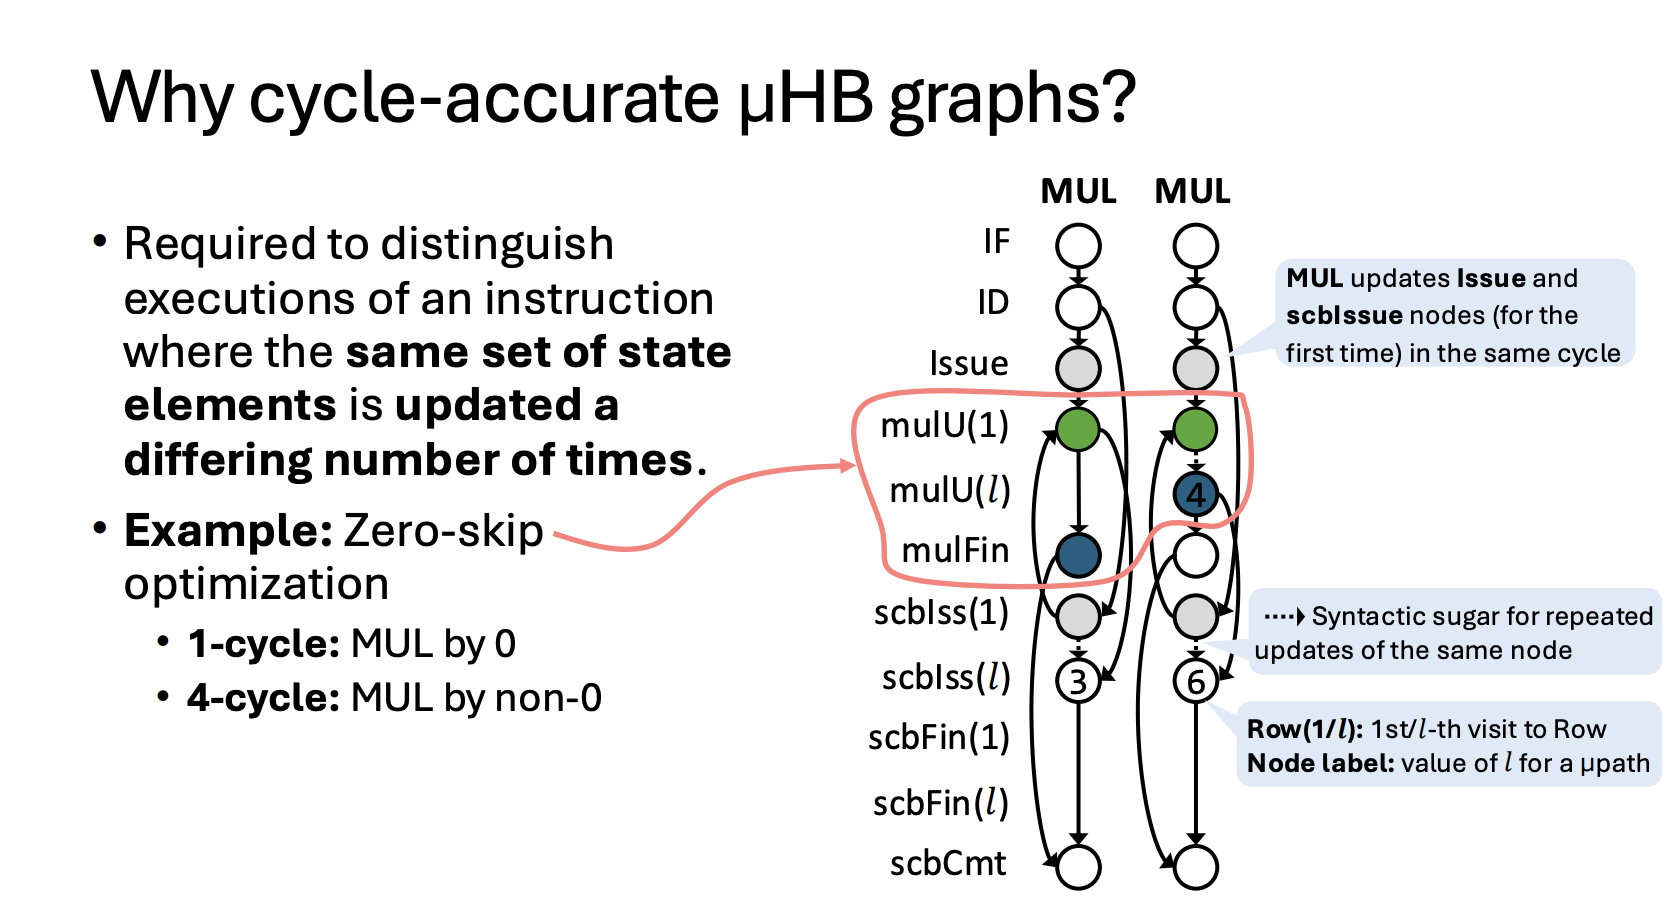 Why cycle-accurate µHB graphs?
• Required to distinguish
executions of an instruction
where the same set of state
elements is updated a
differing number of times.
• Example: Zero-skip
optimization
• 1-cycle: MUL by 0
• 4-cycle: MUL by non-0
MUL MUL
IF
ID
Issue
mulU(1)
mulU(l)
4
mulFin
scbIss(1)
scbIss(l)
3 6
scbFin(1)
scbFin(l)
scbCmt
MUL updates Issue and
scbIssue nodes (for the
first time) in the same cycle
Syntactic sugar for repeated
updates of the same node
Row(1/l): 1st/l-th visit to Row
Node label: value of l for a µpath